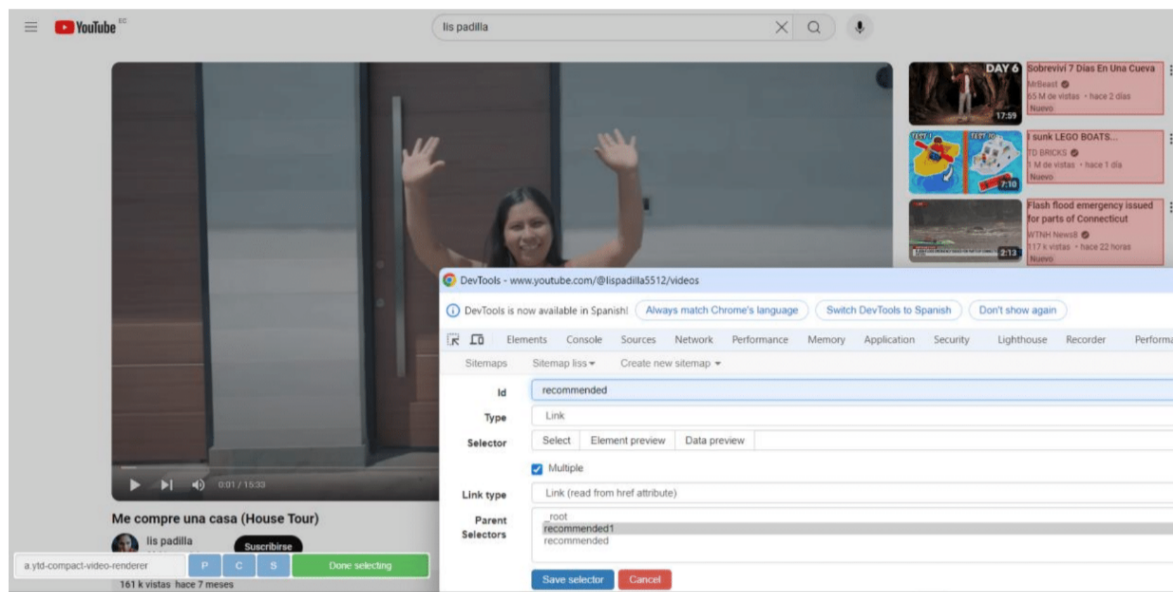 YouTube EC
lis padilla
DAY 6
17:59
Sobreviví 7 Días En Una Cueva
MrBeast
65 M de vistas • hace 2 días
Nuevo
7:10
I sunk LEGO BOATS...
TD BRICKS
1 M de vistas • hace 1 día
Nuevo
2:13
Flash flood emergency issued
for parts of Connecticut
WTNH News8
117 k vistas • hace 22 horas
Nuevo
DevTools - www.youtube.com/@lispadilla5512/videos
DevTools is now available in Spanish! Always match Chrome's language Switch DevTools to Spanish Don't show again
Elements Console Sources Network Performance Memory Application Security Lighthouse Recorder Performa
Sitemaps Sitemap liss Create new sitemap
Id recommended
Type Link
Selector Select Element preview Data preview
Multiple
Link type Link (read from href attribute)
Parent
Selectors
_root
recommended1
recommended
Save selector Cancel
0:01 / 15:33
Me compre una casa (House Tour)
lis padilla
Suscribirse
a.ytd-compact-video-renderer P C S Done selecting
161 k vistas hace 7 meses